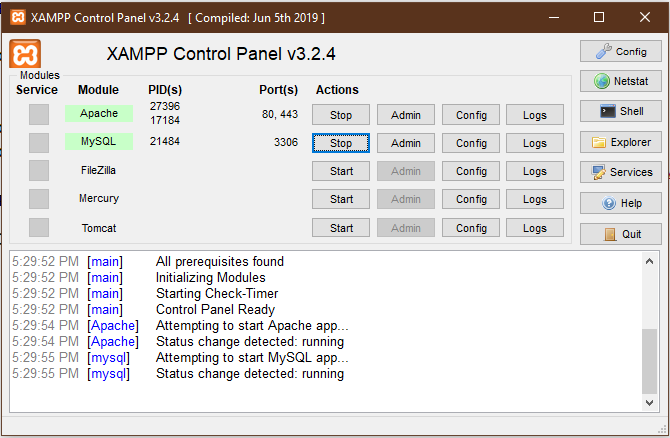 XAMPP Control Panel v3.2.4 [ Compiled: Jun 5th 2019 ]
XAMPP Control Panel v3.2.4
Config
Modules
Service Module PID(s) Port(s) Actions
Netstat
Apache 27396 17184 80, 443 Stop Admin Config Logs
Shell
MySQL 21484 3306 Stop Admin Config Logs
Explorer
FileZilla Start Admin Config Logs
Services
Mercury Start Admin Config Logs
Help
Tomcat Start Admin Config Logs
Quit
5:29:52 PM [main] All prerequisites found
5:29:52 PM [main] Initializing Modules
5:29:52 PM [main] Starting Check-Timer
5:29:52 PM [main] Control Panel Ready
5:29:54 PM [Apache] Attempting to start Apache app...
5:29:54 PM [Apache] Status change detected: running
5:29:55 PM [mysql] Attempting to start MySQL app...
5:29:55 PM [mysql] Status change detected: running